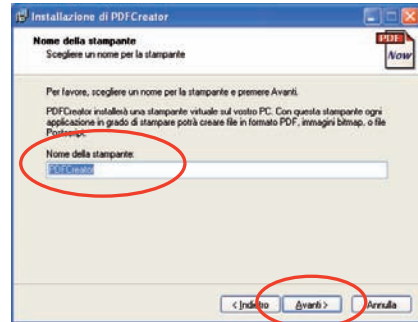 Installazione di PDFCreator
Nome della stampante
Scegliere un nome per la stampante
PDF
Now
Per favore, scegliere un nome per la stampante e premere Avanti.
PDFCreator installerà una stampante virtuale sul vostro PC. Con questa stampante ogni
applicazione in grado di stampare potrà creare file in formato PDF, immagini bitmap, o file
Postscript.
Nome della stampante:
PDFCreator
< Indietro Avanti > Annulla